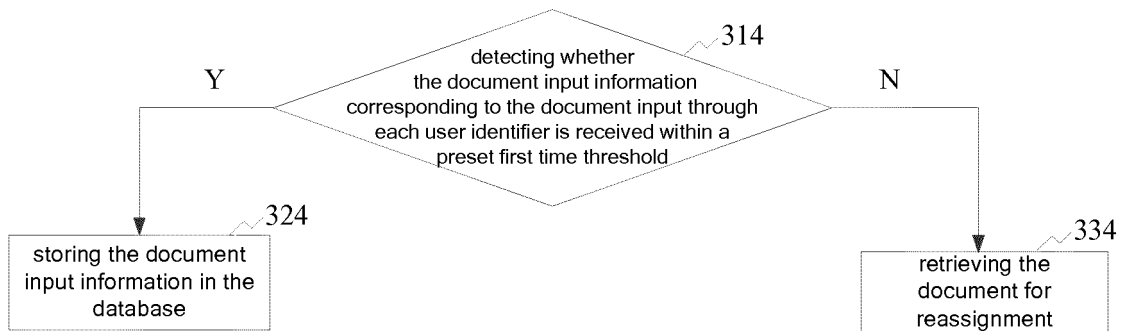 314
detecting whether
the document input information
corresponding to the document input through
each user identifier is received within a
preset first time threshold
Y
N
324
storing the document
input information in the
database
334
retrieving the
document for
reassignment